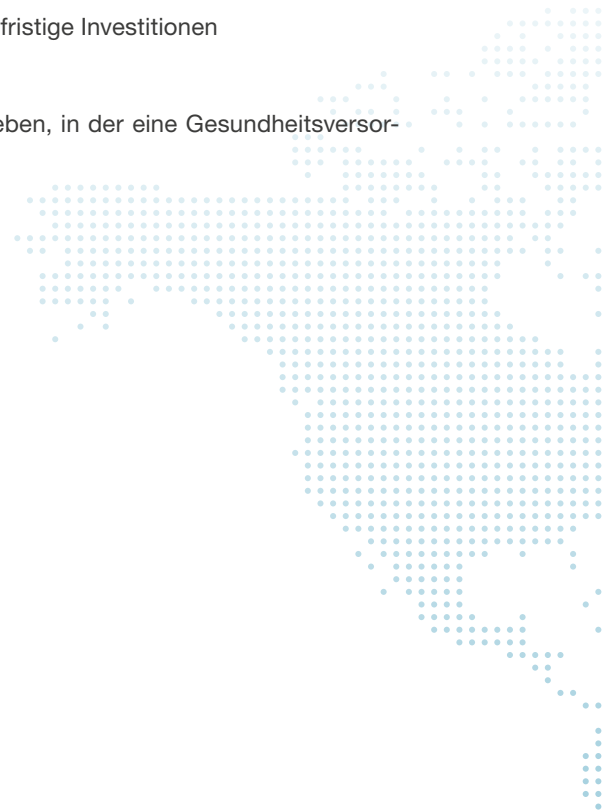 fristige Investitionen
eben, in der eine Gesundheitsversor-